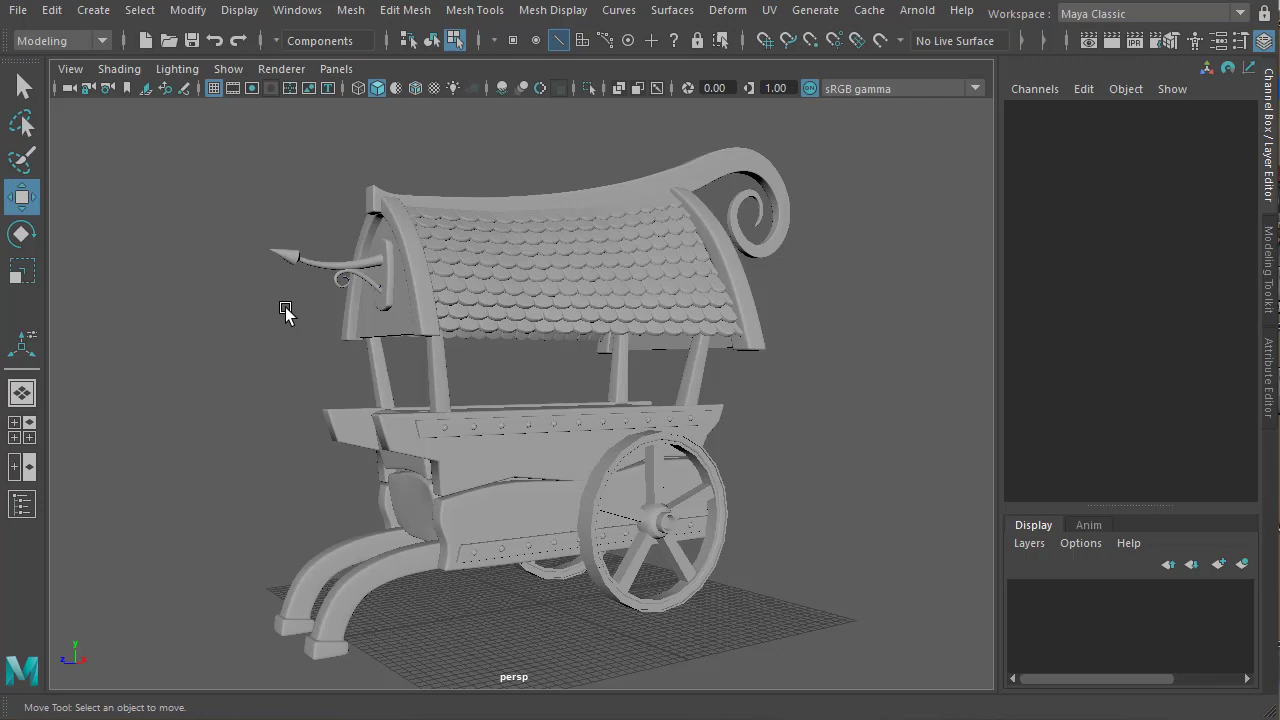 File Edit Create Select Modify Display Windows Mesh Edit Mesh Mesh Tools Mesh Display Curves Surfaces Deform UV Generate Cache Arnold Help Workspace : Maya Classic
Modeling Components IPR No Live Surface
View Shading Lighting Show Renderer Panels
0.00 1.00 ON sRGB gamma
Channels Edit Object Show
Channel Box / Layer Editor
Modeling Toolkit
Attribute Editor
Display Anim
Layers Options Help
y
z x
persp
M
Move Tool: Select an object to move.